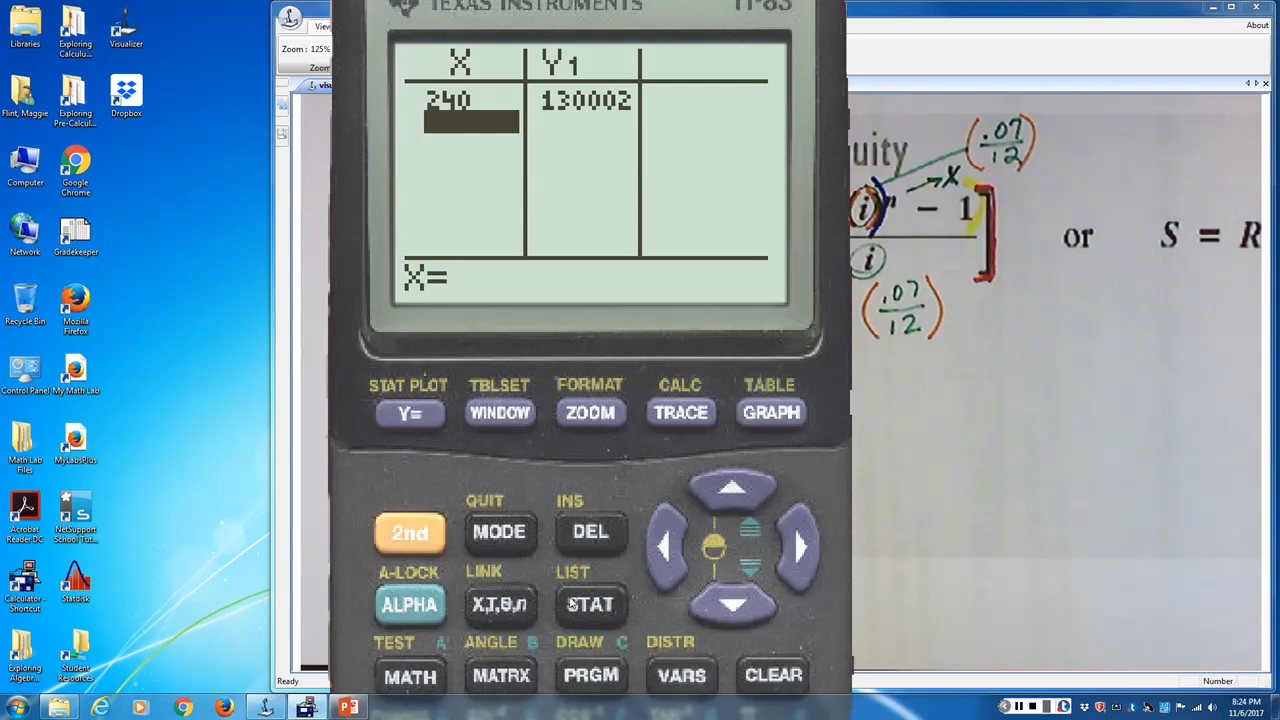 Libraries
Exploring Calculu...
Visualizer
Flint, Maggie
Exploring Pre-Calcul...
Dropbox
Computer
Google Chrome
Network
Gradekeeper
Recycle Bin
Mozilla Firefox
Control Panel
My Math Lab
Math Lab Files
MyLabsPlus
Acrobat Reader DC
NetSupport School Tut...
Calculator - Shortcut
Statdisk
Exploring Algebr...
Student Resources
View
About
Zoom : 125%
Zoom
TEXAS INSTRUMENTS TI-83
X Y1
240 130002
X=
STAT PLOT TBLSET FORMAT CALC TABLE
Y= WINDOW ZOOM TRACE GRAPH
QUIT INS
2nd MODE DEL
A-LOCK LINK LIST
ALPHA X,T,Θ,n STAT
TEST A ANGLE B DRAW C DISTR
MATH MATRX PRGM VARS CLEAR
uity (.07/12)
i) n → x
− 1] or S = R
i
(.07/12)
Ready
Number
8:24 PM
11/6/2017